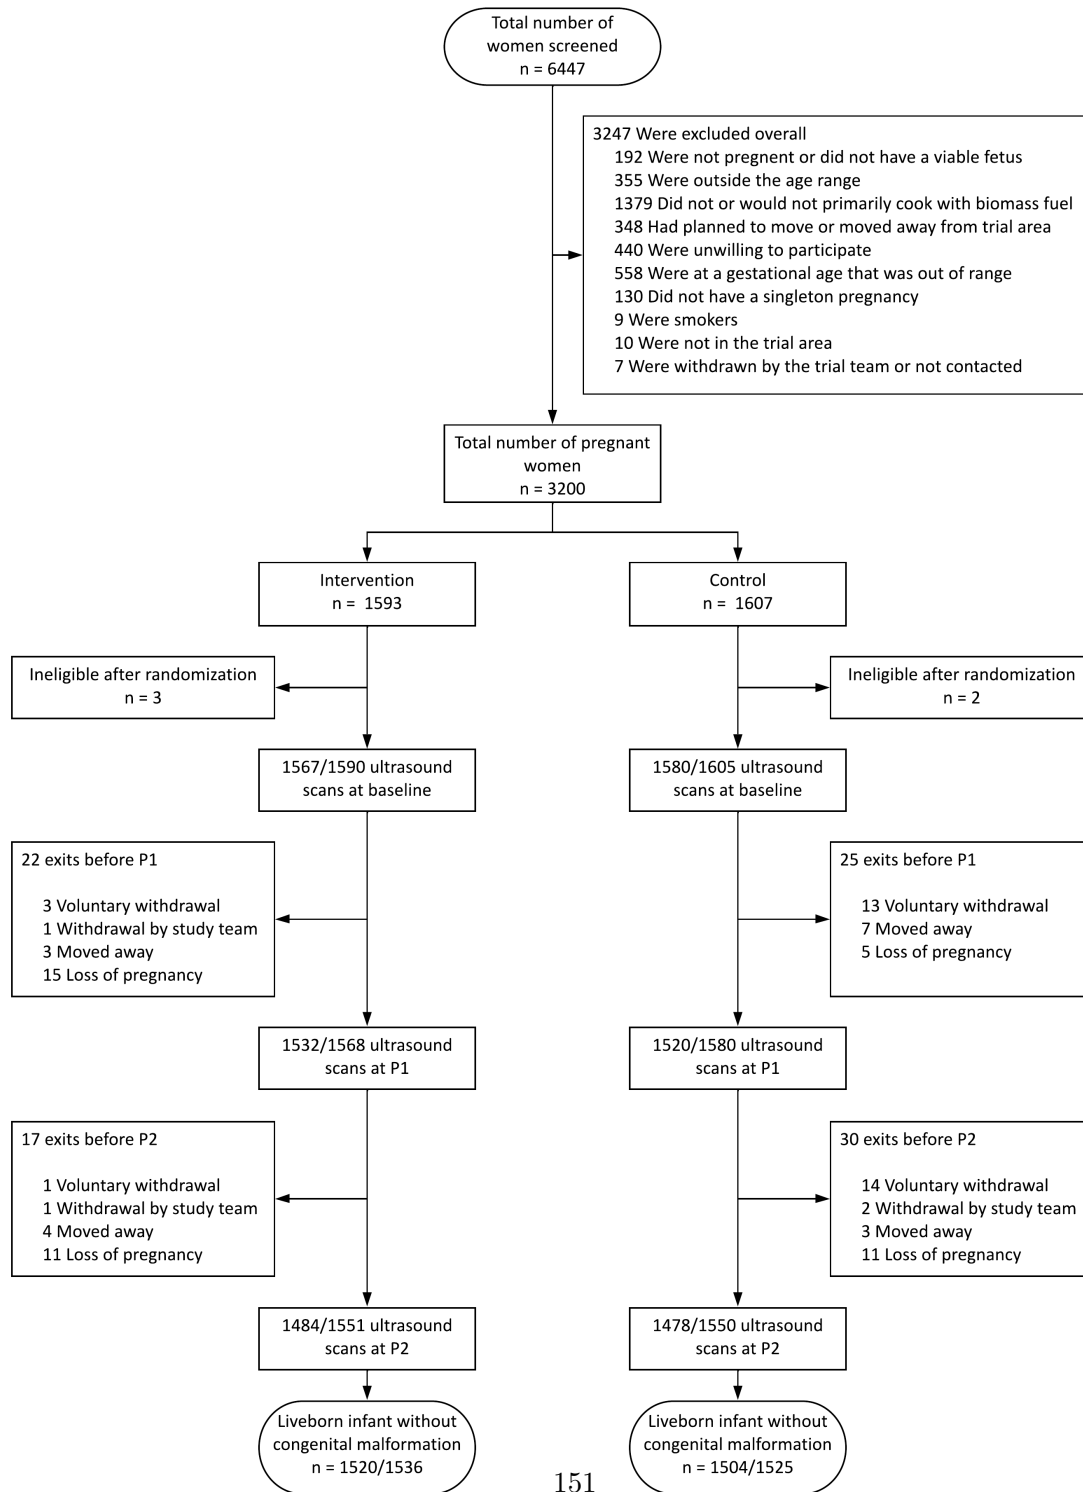 Total number of
women screened
n = 6447
3247 Were excluded overall
192 Were not pregnent or did not have a viable fetus
355 Were outside the age range
1379 Did not or would not primarily cook with biomass fuel
348 Had planned to move or moved away from trial area
440 Were unwilling to participate
558 Were at a gestational age that was out of range
130 Did not have a singleton pregnancy
9 Were smokers
10 Were not in the trial area
7 Were withdrawn by the trial team or not contacted
Total number of pregnant
women
n = 3200
Intervention
n =  1593
Control
n =  1607
Ineligible after randomization
n = 3
Ineligible after randomization
n = 2
1567/1590 ultrasound
scans at baseline
1580/1605 ultrasound
scans at baseline
22 exits before P1
3 Voluntary withdrawal
1 Withdrawal by study team
3 Moved away
15 Loss of pregnancy
25 exits before P1
13 Voluntary withdrawal
7 Moved away
5 Loss of pregnancy
1532/1568 ultrasound
scans at P1
1520/1580 ultrasound
scans at P1
17 exits before P2
1 Voluntary withdrawal
1 Withdrawal by study team
4 Moved away
11 Loss of pregnancy
30 exits before P2
14 Voluntary withdrawal
2 Withdrawal by study team
3 Moved away
11 Loss of pregnancy
1484/1551 ultrasound
scans at P2
1478/1550 ultrasound
scans at P2
Liveborn infant without
congenital malformation
n = 1520/1536
Liveborn infant without
congenital malformation
n = 1504/1525
151